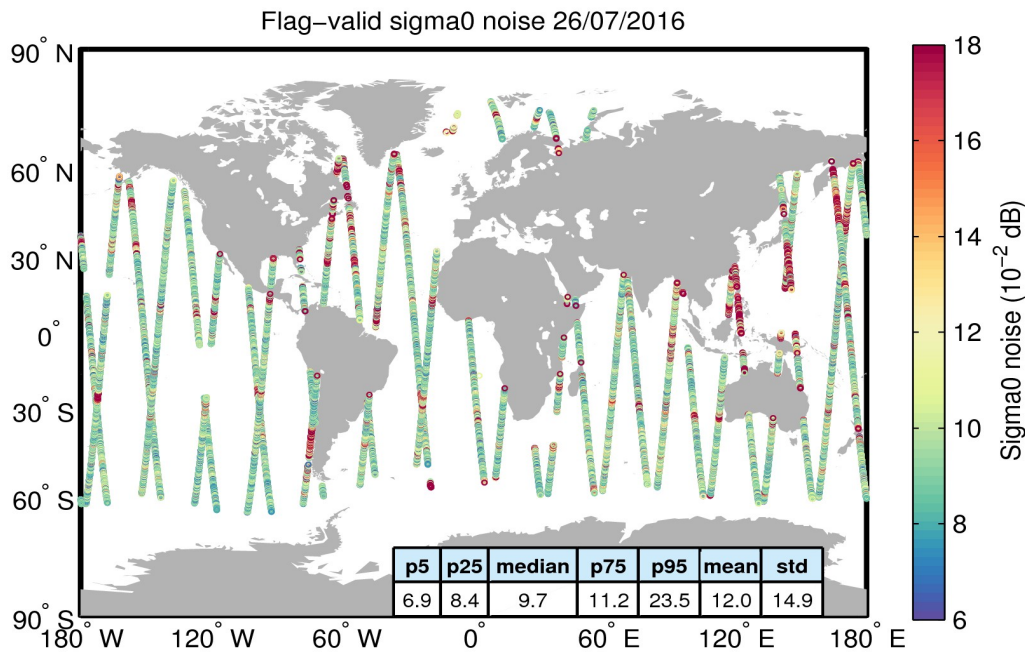 Flag−valid sigma0 noise 26/07/2016
90° N
60° N
30° N
0°
30° S
60° S
90° S
180° W
120° W
60° W
0°
60° E
120° E
180° E
p5 p25 median p75 p95 mean std
6.9 8.4 9.7 11.2 23.5 12.0 14.9
18
16
14
12
10
8
6
Sigma0 noise (10⁻² dB)